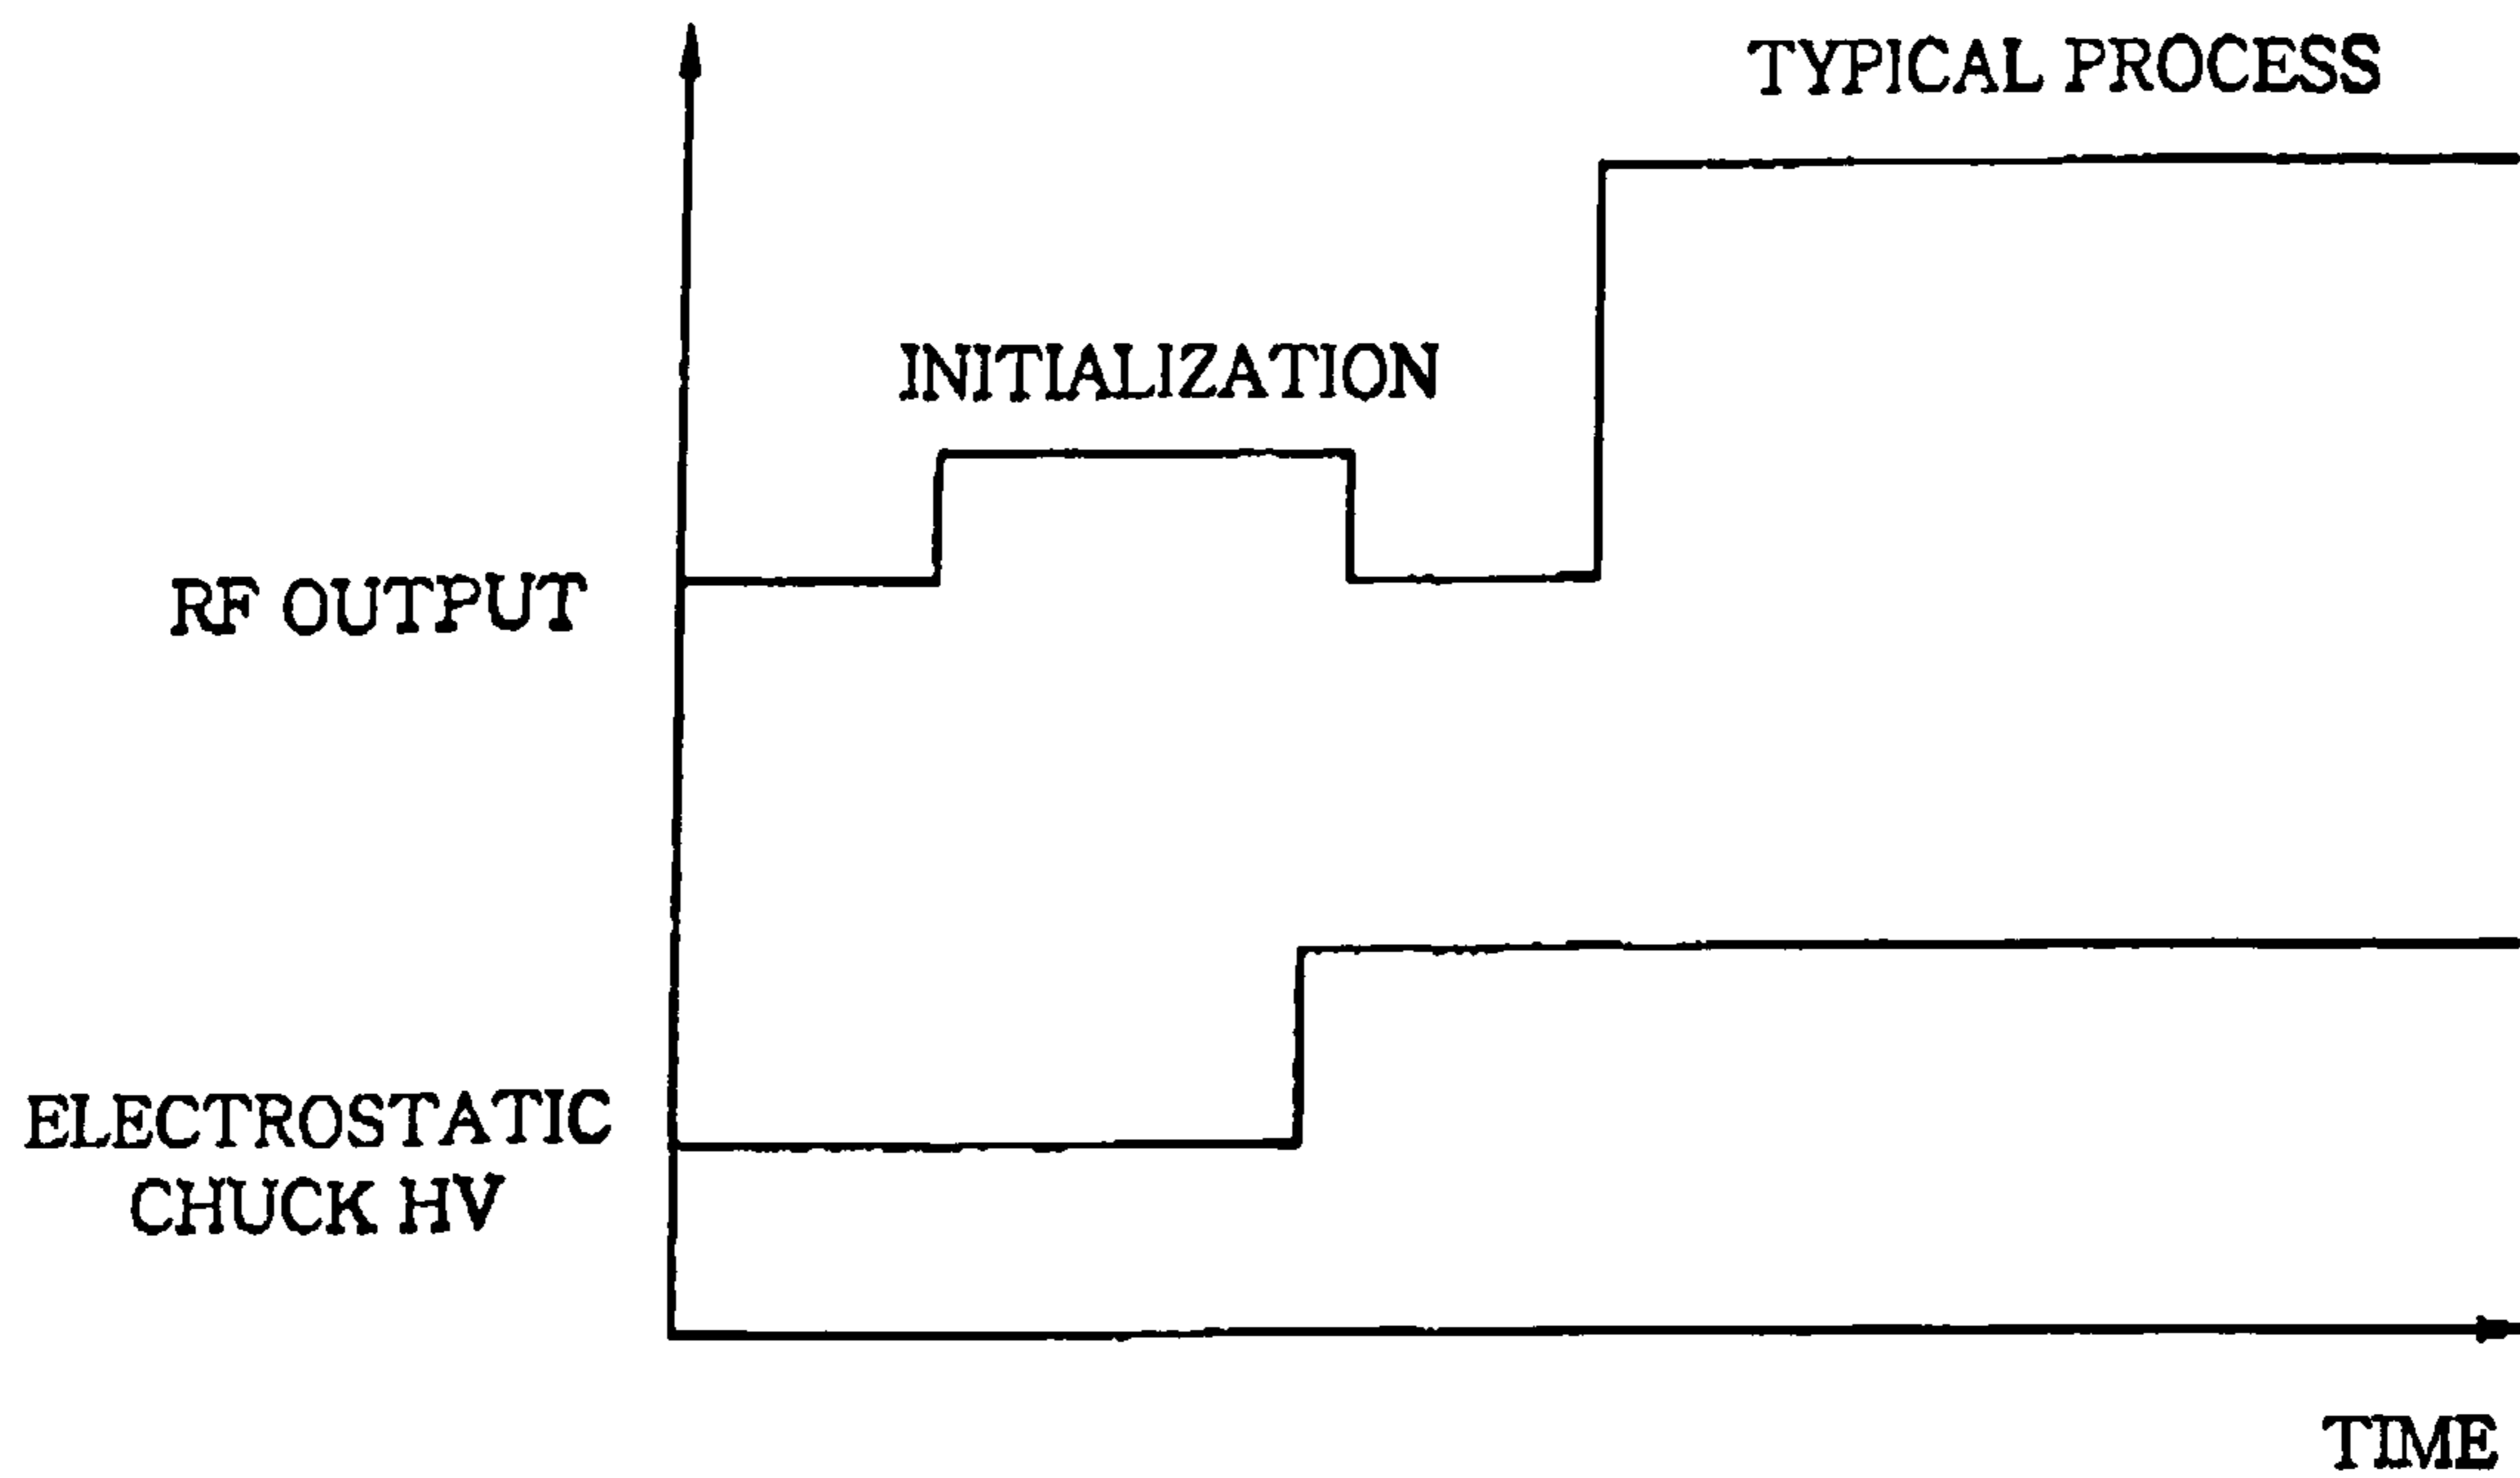 TYPICAL PROCESS
INITIALIZATION
RF OUTPUT
ELECTROSTATIC
CHUCK HV
TIME